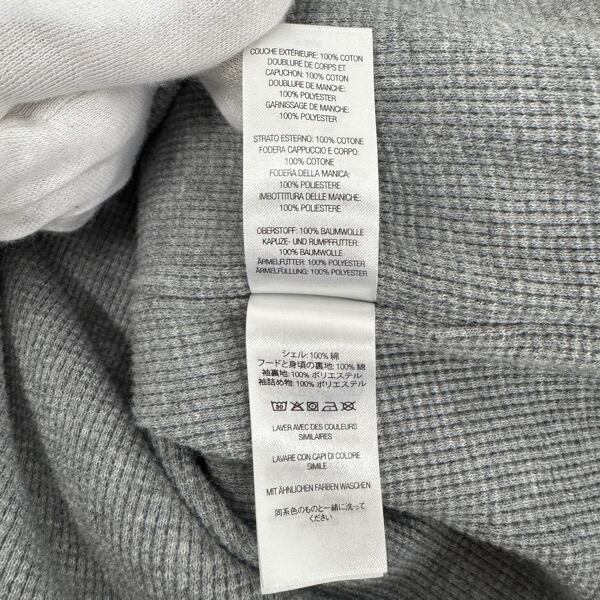 COUCHE EXTÉRIEURE: 100% COTON
DOUBLURE DE CORPS ET
CAPUCHON: 100% COTON
DOUBLURE DE MANCHE:
100% POLYESTER
GARNISSAGE DE MANCHE:
100% POLYESTER
STRATO ESTERNO: 100% COTONE
FODERA CAPPUCCIO E CORPO:
100% COTONE
FODERA DELLA MANICA:
100% POLIESTERE
IMBOTTITURA DELLE MANICHE:
100% POLIESTERE
OBERSTOFF: 100% BAUMWOLLE
KAPUZE- UND RUMPFFUTTER:
100% BAUMWOLLE
ÄRMELFUTTER: 100% POLYESTER
ÄRMELFÜLLUNG: 100% POLYESTER
シェル: 100% 綿
フードと身頃の裏地: 100% 綿
袖裏地: 100% ポリエステル
袖詰め物: 100% ポリエステル
LAVER AVEC DES COULEURS
SIMILAIRES
LAVARE CON CAPI DI COLORE
SIMILE
MIT ÄHNLICHEN FARBEN WASCHEN
同系色のものと一緒に洗って
ください